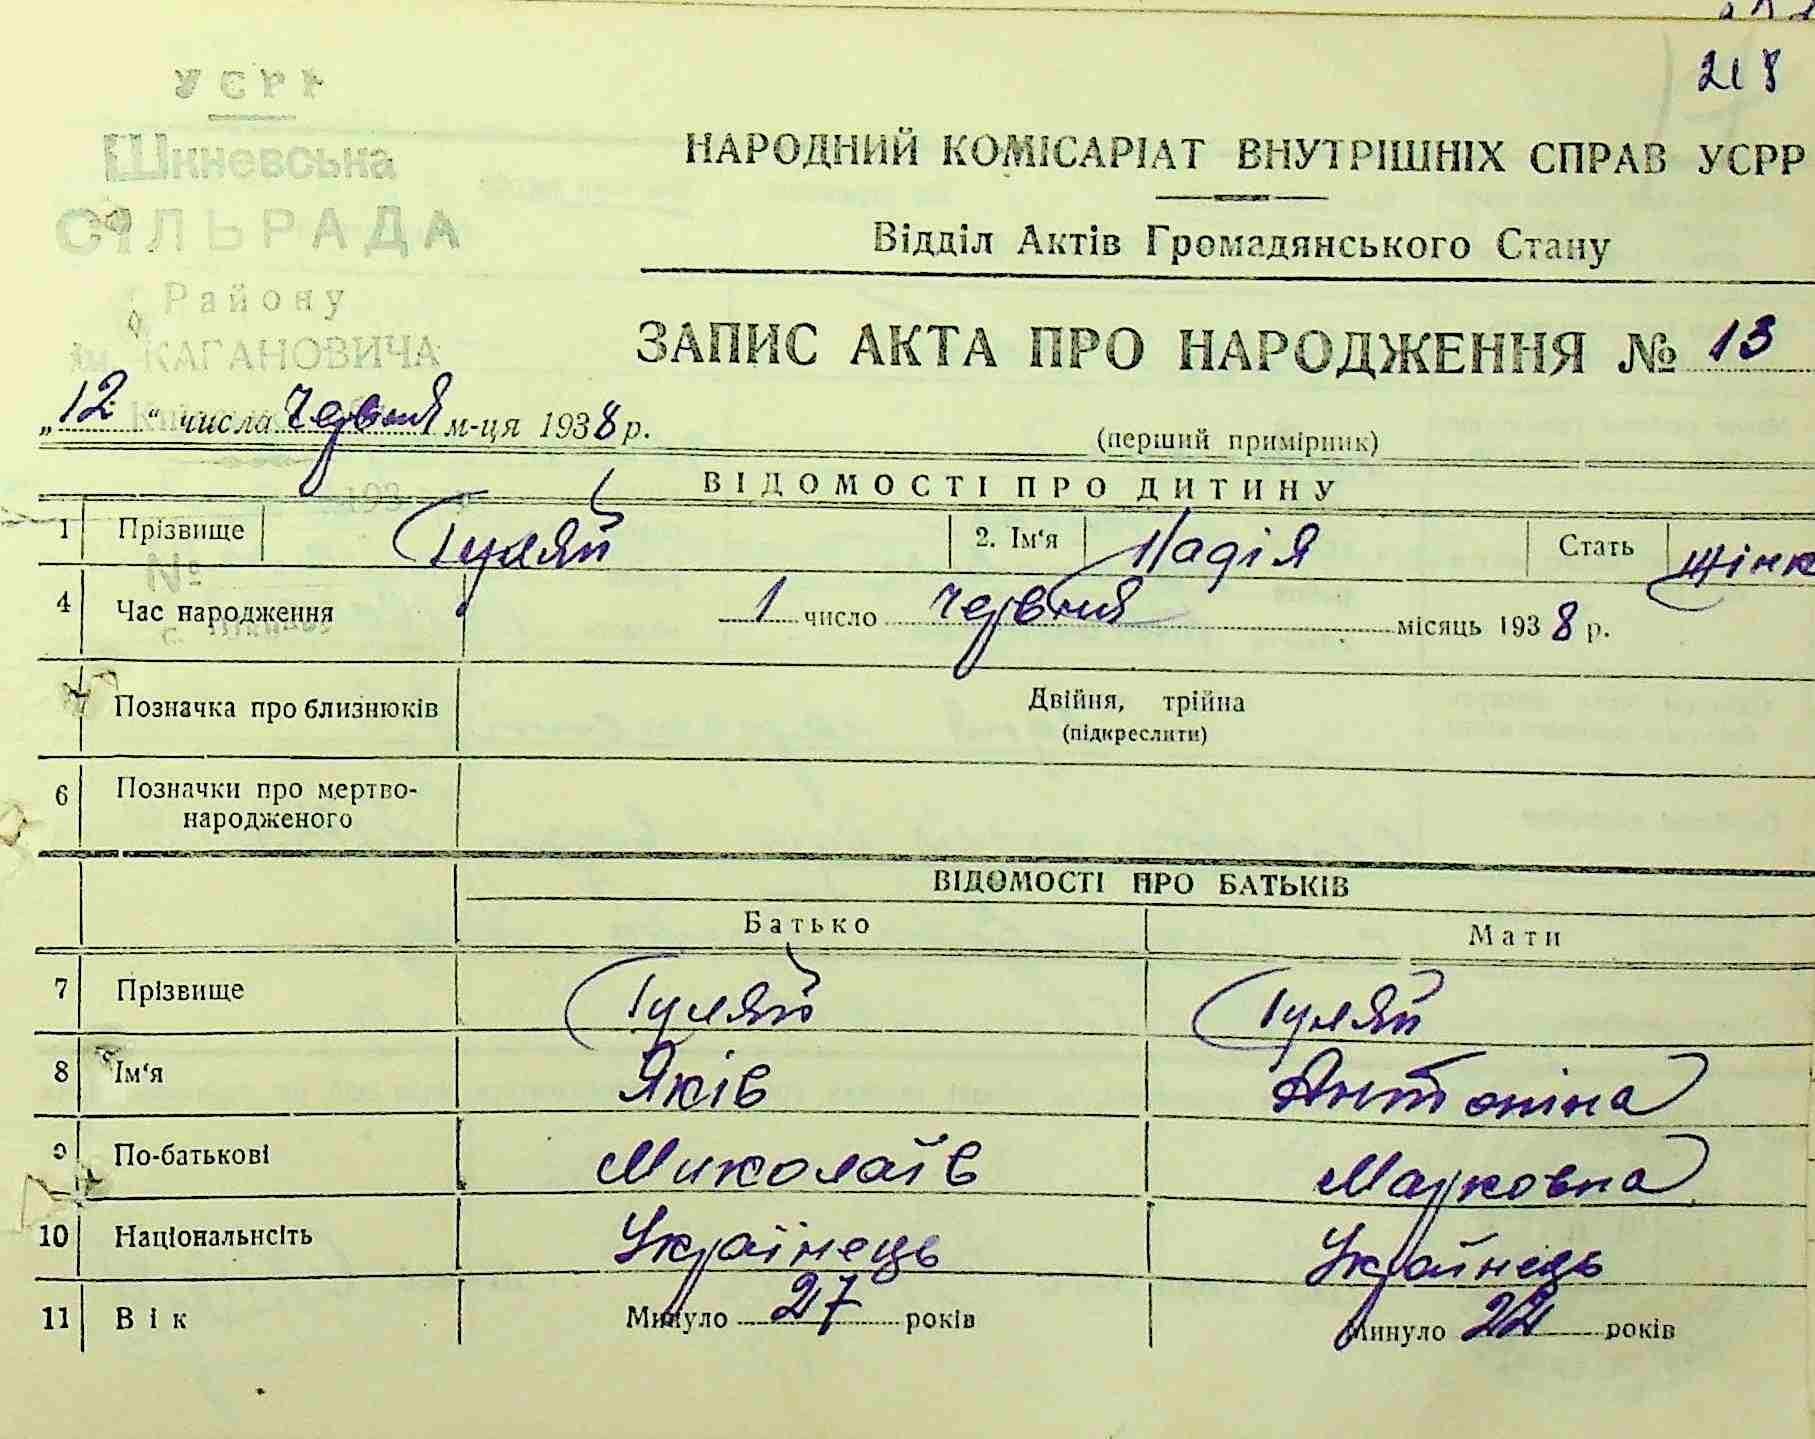 218
УСРР
Шкневська
СІЛЬРАДА
Району
ім. КАГАНОВИЧА
НАРОДНИЙ КОМІСАРІАТ ВНУТРІШНІХ СПРАВ УСРР
Відділ Актів Громадянського Стану
ЗАПИС АКТА ПРО НАРОДЖЕННЯ № 13
„12“ числа червня м-ця 1938 р.
(перший примірник)
ВІДОМОСТІ ПРО ДИТИНУ
1 Прізвище Гуляй 2. Ім‘я Надія Стать жінк
4 Час народження 1 число червня місяць 1938 р.
Позначка про близнюків Двійня, трійна
(підкреслити)
6 Позначки про мертво-
народженого
ВІДОМОСТІ ПРО БАТЬКІВ
Батько Мати
7 Прізвище Гуляй Гуляй
8 Ім‘я Яків Антоніна
9 По-батькові Миколаїв Марковна
10 Національнсіть Українець Українець
11 Вік Минуло 27 років Минуло 22 років